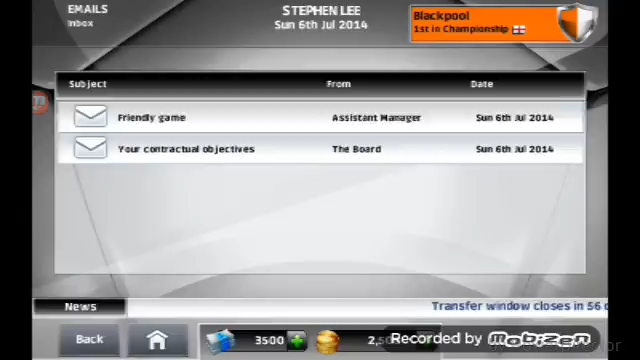 EMAILS
Inbox
STEPHEN LEE
Sun 6th Jul 2014
Blackpool
1st in Championship
Subject From Date
Friendly game Assistant Manager Sun 6th Jul 2014
Your contractual objectives The Board Sun 6th Jul 2014
News Transfer window closes in 56
Back 3500 Recorded by mobizen